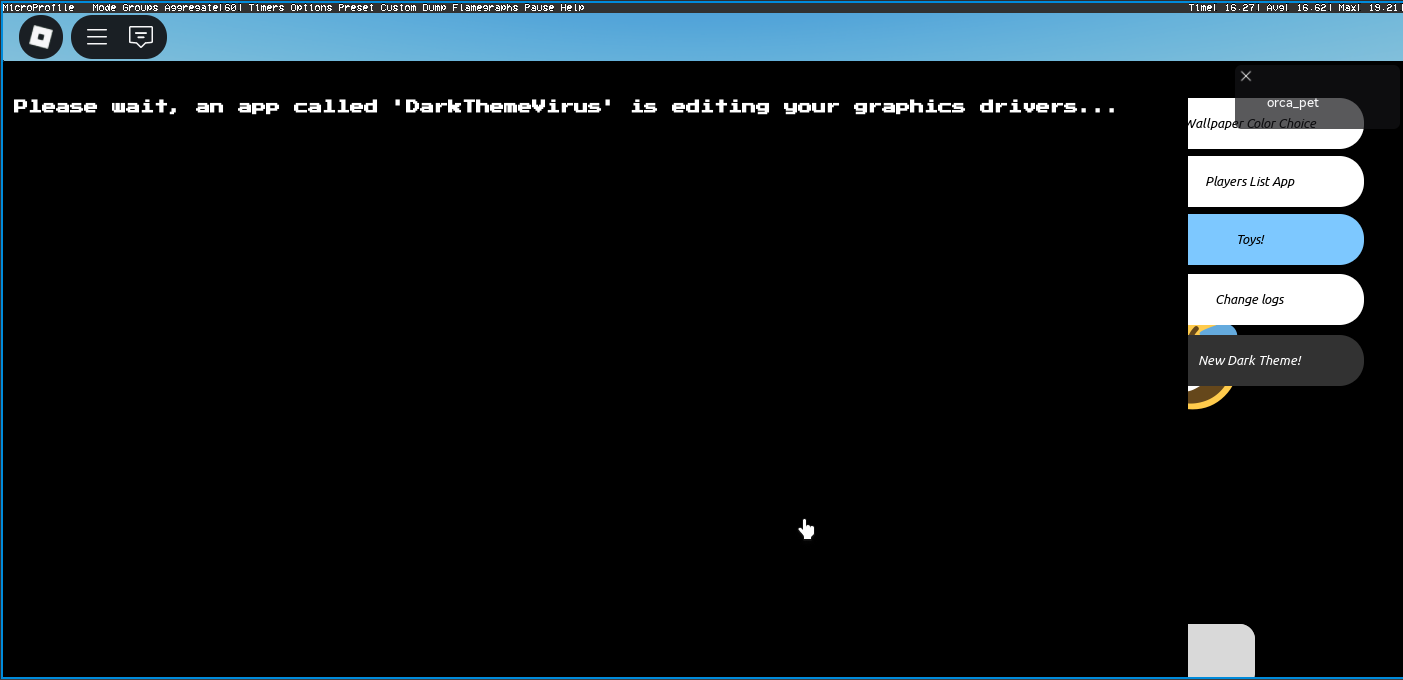 MicroProfile Mode Groups Aggregate[60] Timers Options Preset Custom Dump Flamegraphs Pause Help Time[ 16.27] Avg[ 16.62] Max[ 19.21]
Please wait, an app called 'DarkThemeVirus' is editing your graphics drivers...
orca_pet
Wallpaper Color Choice
Players List App
Toys!
Change logs
New Dark Theme!